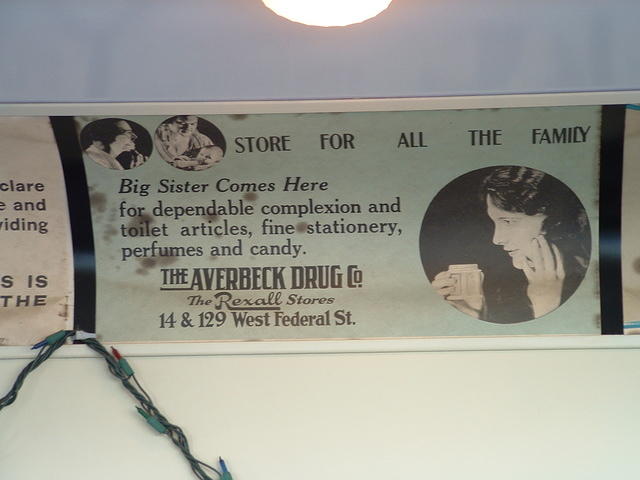 clare
e and
viding
S IS
THE
STORE FOR ALL THE FAMILY
Big Sister Comes Here
for dependable complexion and
toilet articles, fine stationery,
perfumes and candy.
THE AVERBECK DRUG Co
The Rexall Stores
14 & 129 West Federal St.